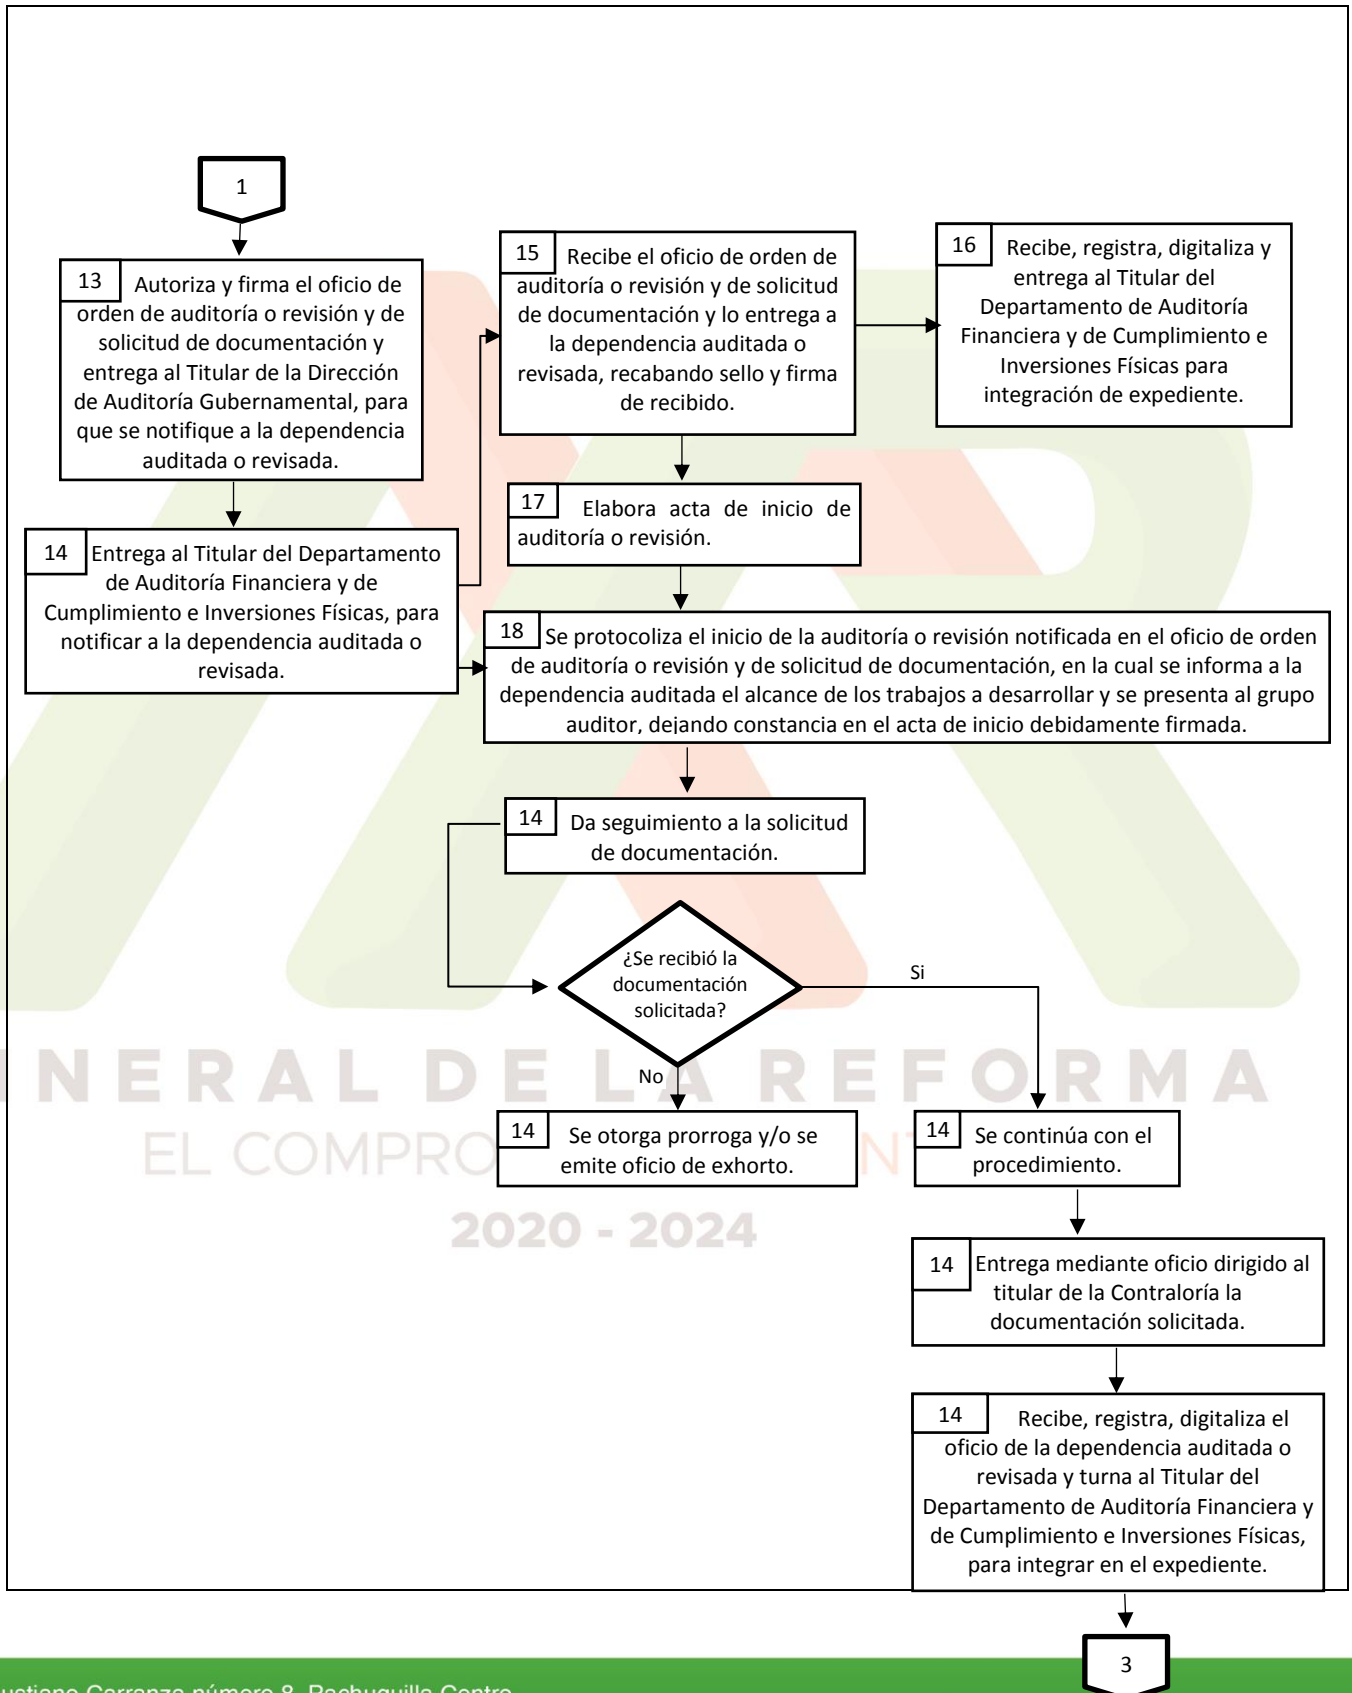 1
13 Autoriza y firma el oficio de
orden de auditoría o revisión y de
solicitud de documentación y
entrega al Titular de la Dirección
de Auditoría Gubernamental, para
que se notifique a la dependencia
auditada o revisada.
14 Entrega al Titular del Departamento
de Auditoría Financiera y de
Cumplimiento e Inversiones Físicas, para
notificar a la dependencia auditada o
revisada.
15 Recibe el oficio de orden de
auditoría o revisión y de solicitud
de documentación y lo entrega a
la dependencia auditada o
revisada, recabando sello y firma
de recibido.
16 Recibe, registra, digitaliza y
entrega al Titular del
Departamento de Auditoría
Financiera y de Cumplimiento e
Inversiones Físicas para
integración de expediente.
17 Elabora acta de inicio de
auditoría o revisión.
18 Se protocoliza el inicio de la auditoría o revisión notificada en el oficio de orden
de auditoría o revisión y de solicitud de documentación, en la cual se informa a la
dependencia auditada el alcance de los trabajos a desarrollar y se presenta al grupo
auditor, dejando constancia en el acta de inicio debidamente firmada.
14 Da seguimiento a la solicitud
de documentación.
¿Se recibió la
documentación
solicitada?
Si
No
14 Se otorga prorroga y/o se
emite oficio de exhorto.
14 Se continúa con el
procedimiento.
14 Entrega mediante oficio dirigido al
titular de la Contraloría la
documentación solicitada.
14 Recibe, registra, digitaliza el
oficio de la dependencia auditada o
revisada y turna al Titular del
Departamento de Auditoría Financiera y
de Cumplimiento e Inversiones Físicas,
para integrar en el expediente.
3
NERAL DE LA REFORMA
EL COMPRO
2020 - 2024
Carranza número 8, Pachuquilla Centro